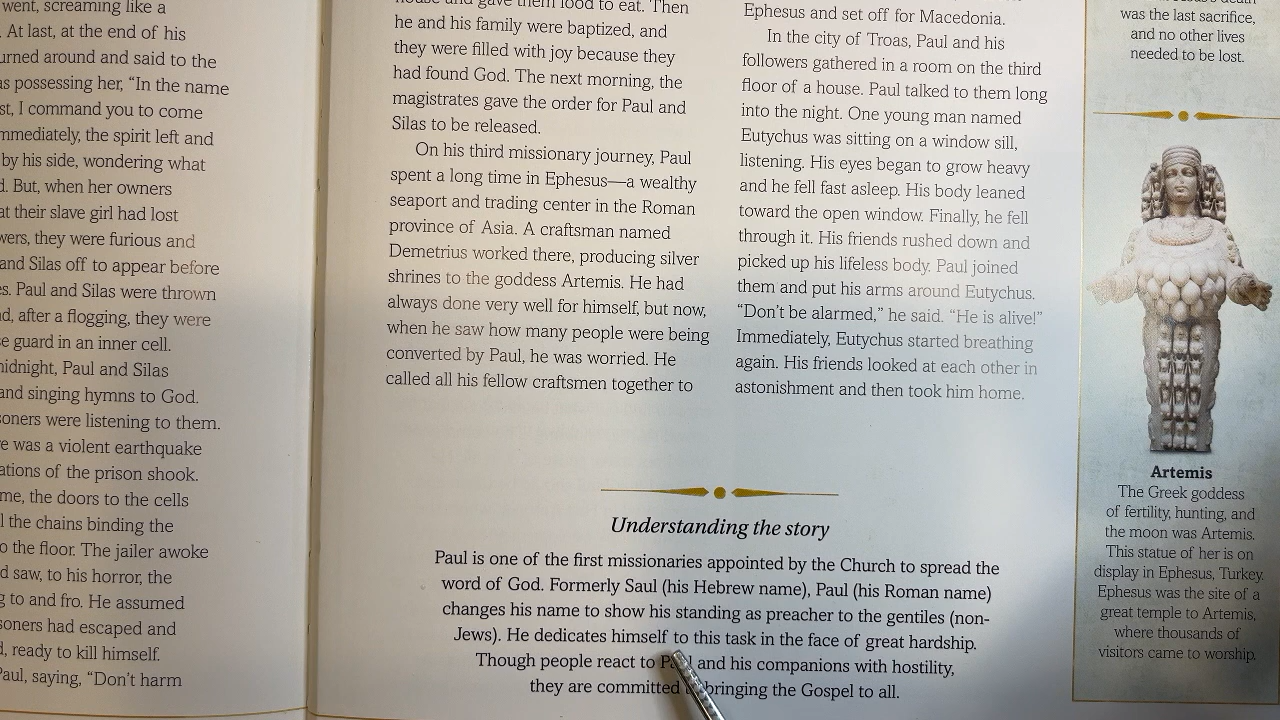 went, screaming like a
At last, at the end of his
turned around and said to the
possessing her, "In the name
I command you to come
immediately, the spirit left and
by his side, wondering what
But, when her owners
their slave girl had lost
they were furious and
and Silas off to appear before
Paul and Silas were thrown
after a flogging, they were
guard in an inner cell.
midnight, Paul and Silas
and singing hymns to God.
were listening to them.
was a violent earthquake
of the prison shook.
the doors to the cells
the chains binding the
the floor. The jailer awoke
saw, to his horror, the
to and fro. He assumed
had escaped and
ready to kill himself.
Paul, saying, "Don't harm
house and gave them food to eat. Then
he and his family were baptized, and
they were filled with joy because they
had found God. The next morning, the
magistrates gave the order for Paul and
Silas to be released.
On his third missionary journey, Paul
spent a long time in Ephesus—a wealthy
seaport and trading center in the Roman
province of Asia. A craftsman named
Demetrius worked there, producing silver
shrines to the goddess Artemis. He had
always done very well for himself, but now,
when he saw how many people were being
converted by Paul, he was worried. He
called all his fellow craftsmen together to
Ephesus and set off for Macedonia.
In the city of Troas, Paul and his
followers gathered in a room on the third
floor of a house. Paul talked to them long
into the night. One young man named
Eutychus was sitting on a window sill,
listening. His eyes began to grow heavy
and he fell fast asleep. His body leaned
toward the open window. Finally, he fell
through it. His friends rushed down and
picked up his lifeless body. Paul joined
them and put his arms around Eutychus.
"Don't be alarmed," he said. "He is alive!"
Immediately, Eutychus started breathing
again. His friends looked at each other in
astonishment and then took him home.
Understanding the story
Paul is one of the first missionaries appointed by the Church to spread the
word of God. Formerly Saul (his Hebrew name), Paul (his Roman name)
changes his name to show his standing as preacher to the gentiles (non-
Jews). He dedicates himself to this task in the face of great hardship.
Though people react to Paul and his companions with hostility,
they are committed bringing the Gospel to all.
was the last sacrifice,
and no other lives
needed to be lost.
Artemis
The Greek goddess
of fertility, hunting, and
the moon was Artemis.
This statue of her is on
display in Ephesus, Turkey.
Ephesus was the site of a
great temple to Artemis,
where thousands of
visitors came to worship.